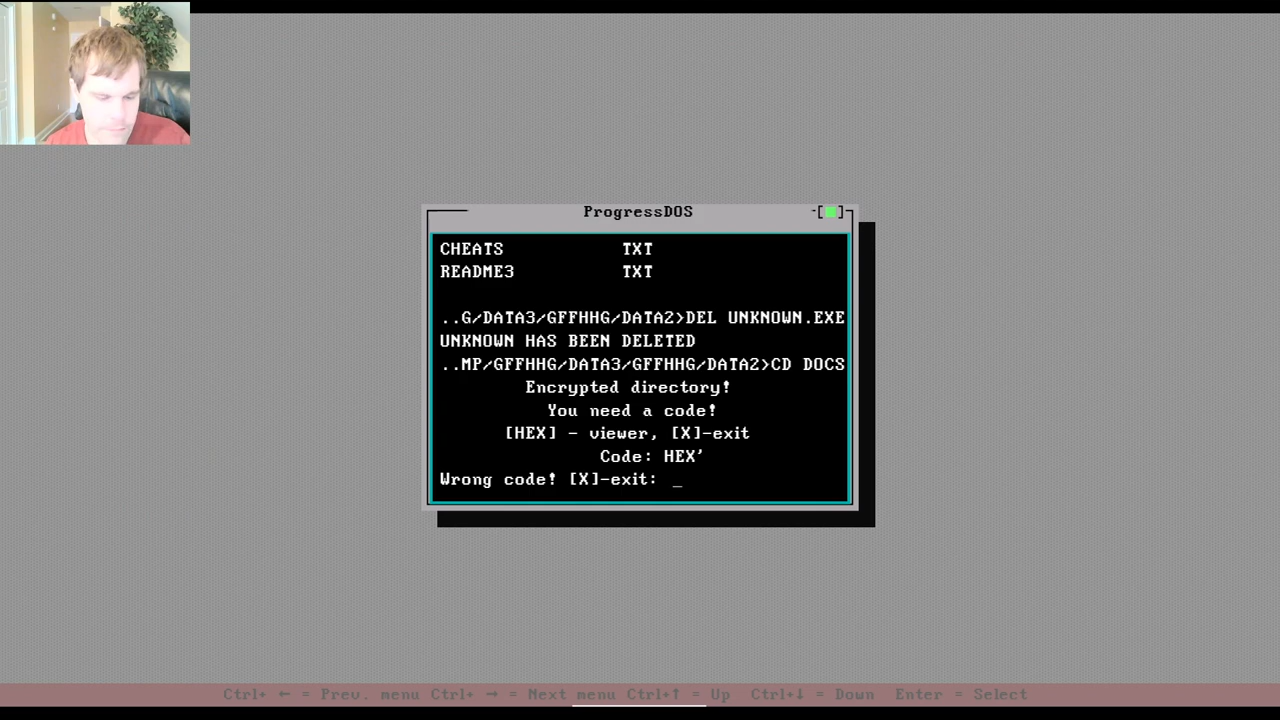 ProgressDOS
CHEATS TXT
README3 TXT
..G/DATA3/GFFHHG/DATA2>DEL UNKNOWN.EXE
UNKNOWN HAS BEEN DELETED
..MP/GFFHHG/DATA3/GFFHHG/DATA2>CD DOCS
Encrypted directory!
You need a code!
[HEX] - viewer, [X]-exit
Code: HEX'
Wrong code! [X]-exit: _
Ctrl+ ← = Prev. menu Ctrl+ → = Next menu Ctrl+↑ = Up Ctrl+↓ = Down Enter = Select